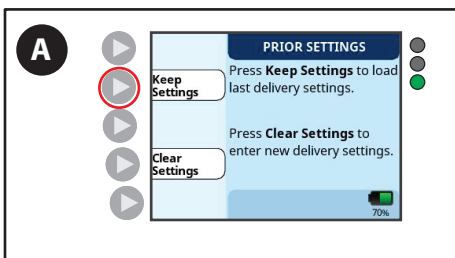 A
PRIOR SETTINGS
Keep
Settings
Press Keep Settings to load
last delivery settings.
Clear
Settings
Press Clear Settings to
enter new delivery settings.
70%